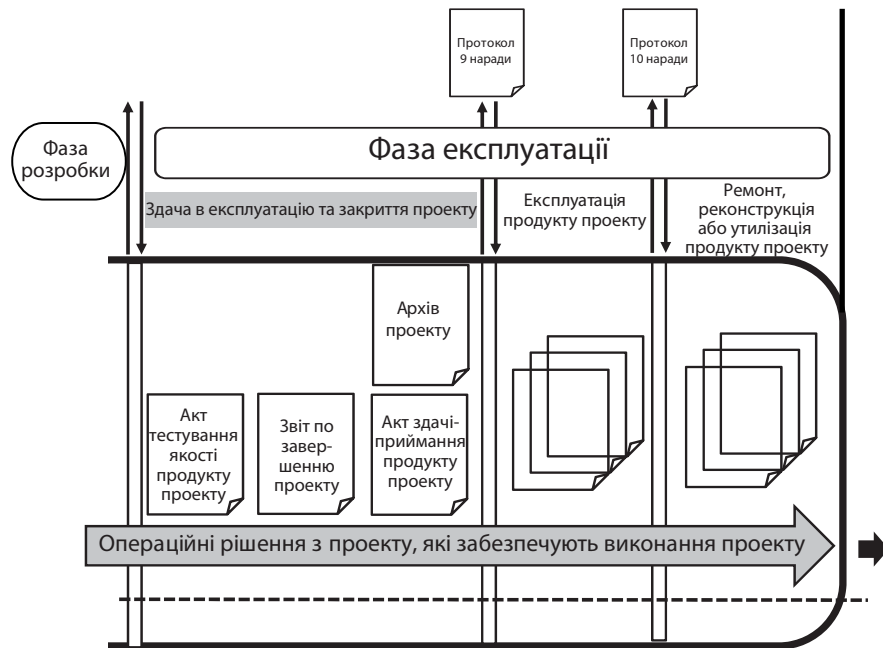 Протокол
9 наради
Протокол
10 наради
Фаза
розробки
Фаза експлуатації
Здача в експлуатацію та закриття проекту
Експлуатація
продукту проекту
Ремонт,
реконструкція
або утилізація
продукту проекту
Архів
проекту
Акт
тестування
якості
продукту
проекту
Звіт по
завер-
шенню
проекту
Акт здачі-
приймання
продукту
проекту
Операційні рішення з проекту, які забезпечують виконання проекту